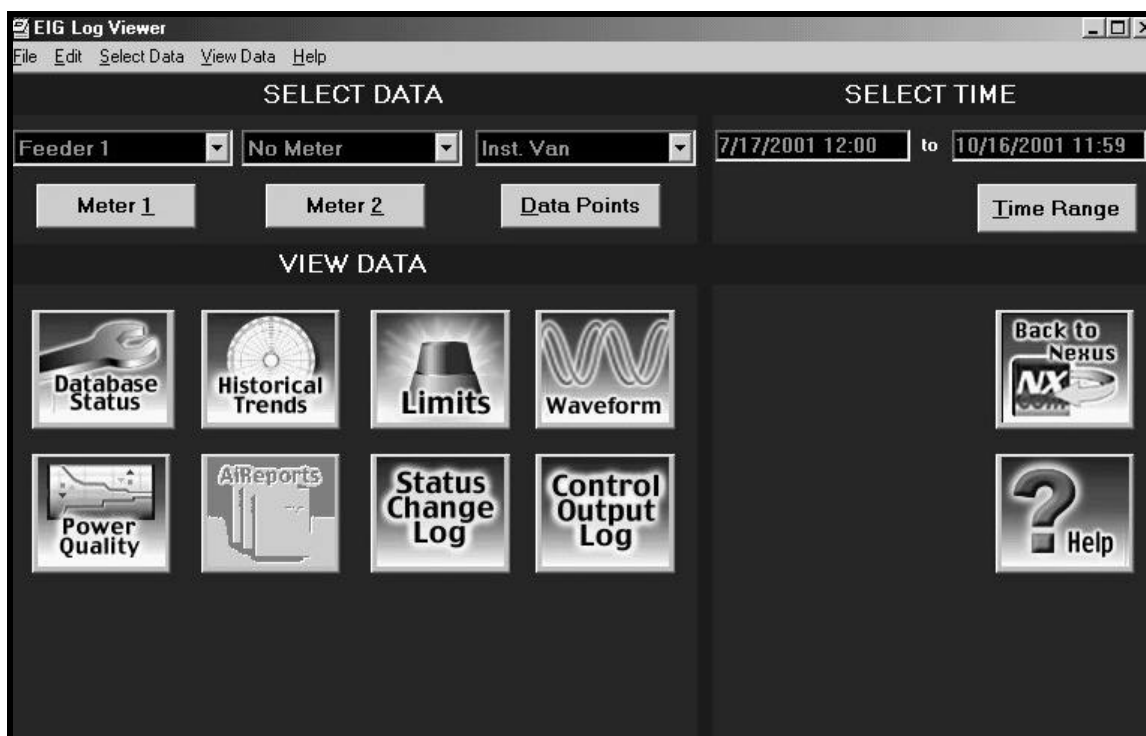 EIG Log Viewer
File Edit Select Data View Data Help
SELECT DATA
SELECT TIME
Feeder 1
No Meter
Inst. Van
7/17/2001 12:00 to 10/16/2001 11:59
Meter 1
Meter 2
Data Points
Time Range
VIEW DATA
Database
Status
Historical
Trends
Limits
Waveform
Back to
Nexus
NX
com
Power
Quality
AiReports
Status
Change
Log
Control
Output
Log
? Help